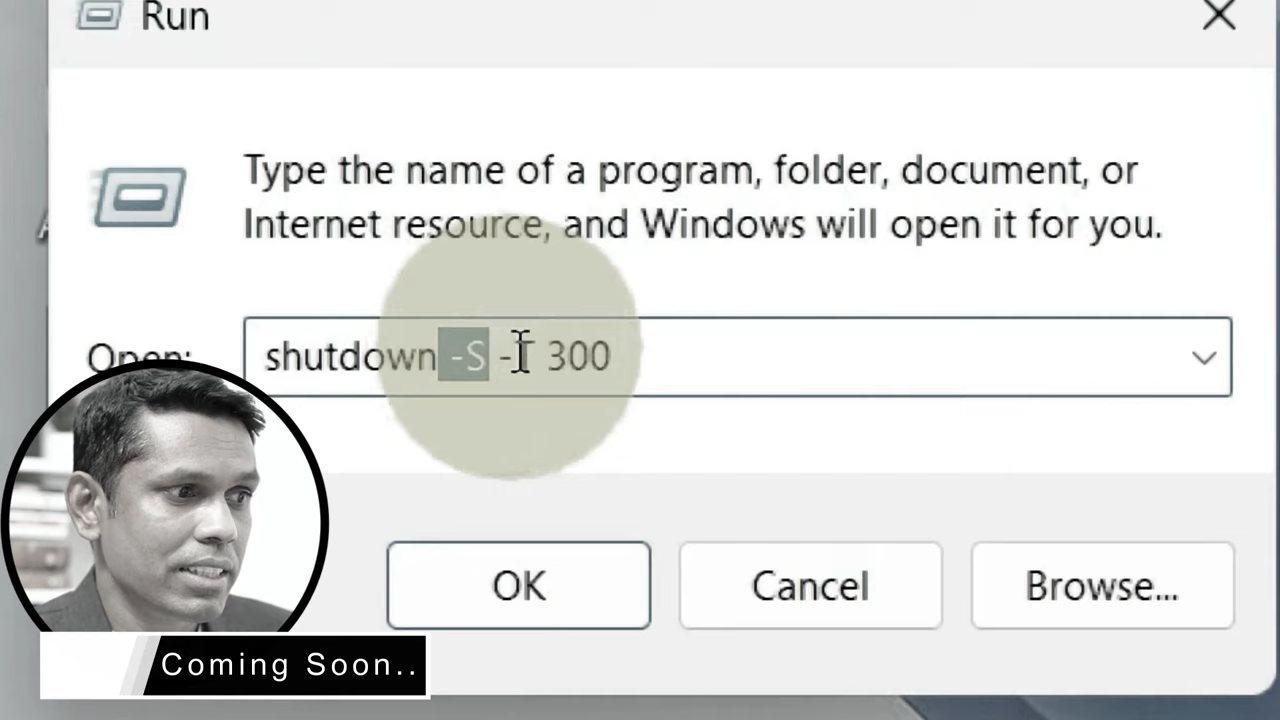 Run
Type the name of a program, folder, document, or
Internet resource, and Windows will open it for you.
Open:
shutdown -S -T 300
OK
Cancel
Browse...
Coming Soon..